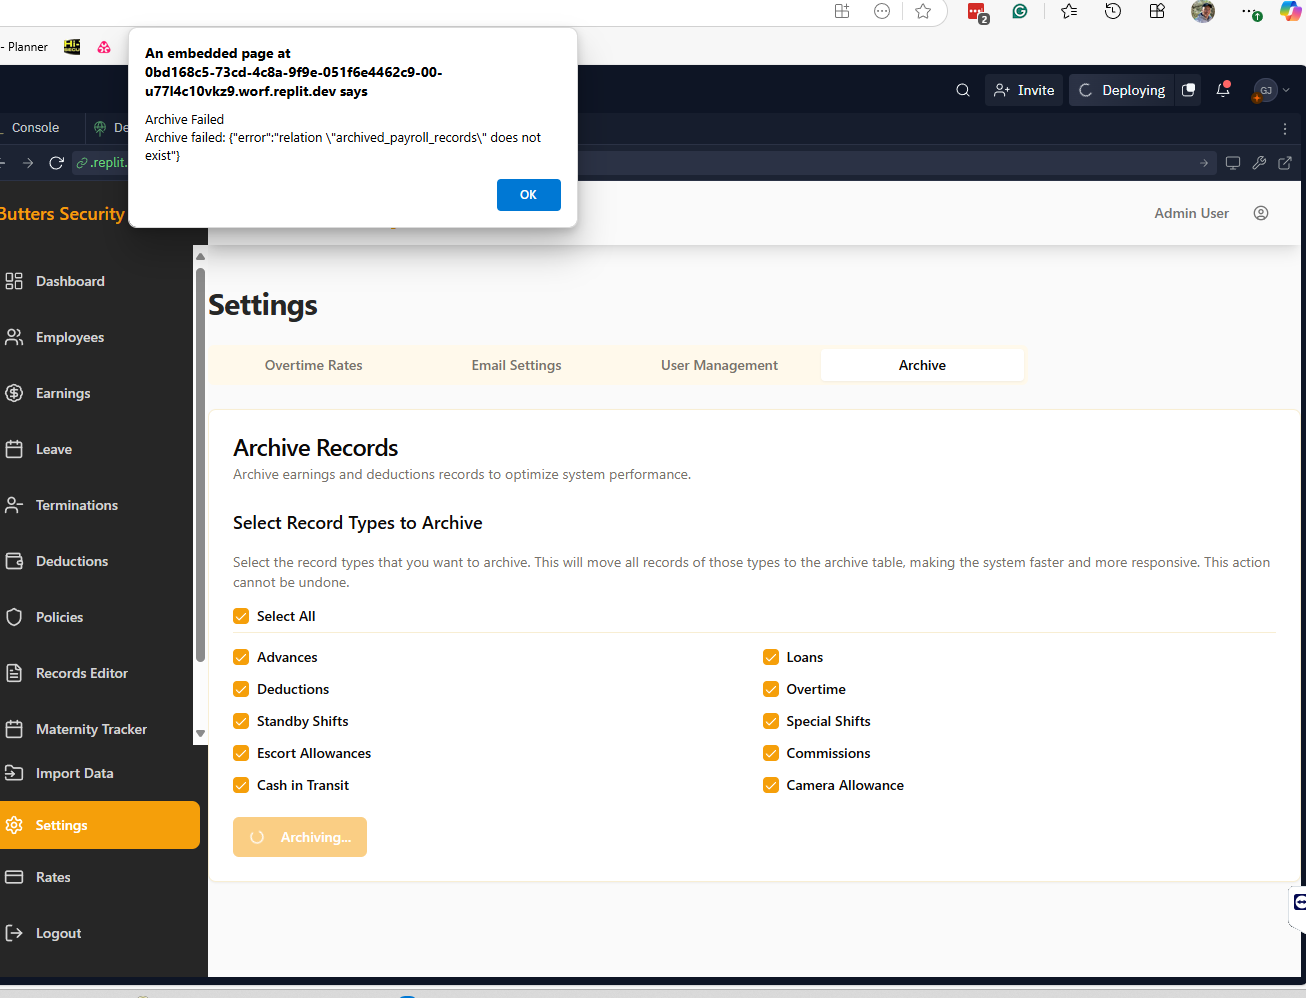 - Planner
An embedded page at
0bd168c5-73cd-4c8a-9f9e-051f6e4462c9-00-
u77l4c10vkz9.worf.replit.dev says
Archive Failed
Archive failed: {"error":"relation \"archived_payroll_records\" does not
exist"}
OK
2
Invite
Deploying
GJ
Console
De
.replit.
Butters Security
Admin User
Dashboard
Employees
Earnings
Leave
Terminations
Deductions
Policies
Records Editor
Maternity Tracker
Import Data
Settings
Rates
Logout
Settings
Overtime Rates
Email Settings
User Management
Archive
Archive Records
Archive earnings and deductions records to optimize system performance.
Select Record Types to Archive
Select the record types that you want to archive. This will move all records of those types to the archive table, making the system faster and more responsive. This action
cannot be undone.
Select All
Advances
Loans
Deductions
Overtime
Standby Shifts
Special Shifts
Escort Allowances
Commissions
Cash in Transit
Camera Allowance
Archiving...